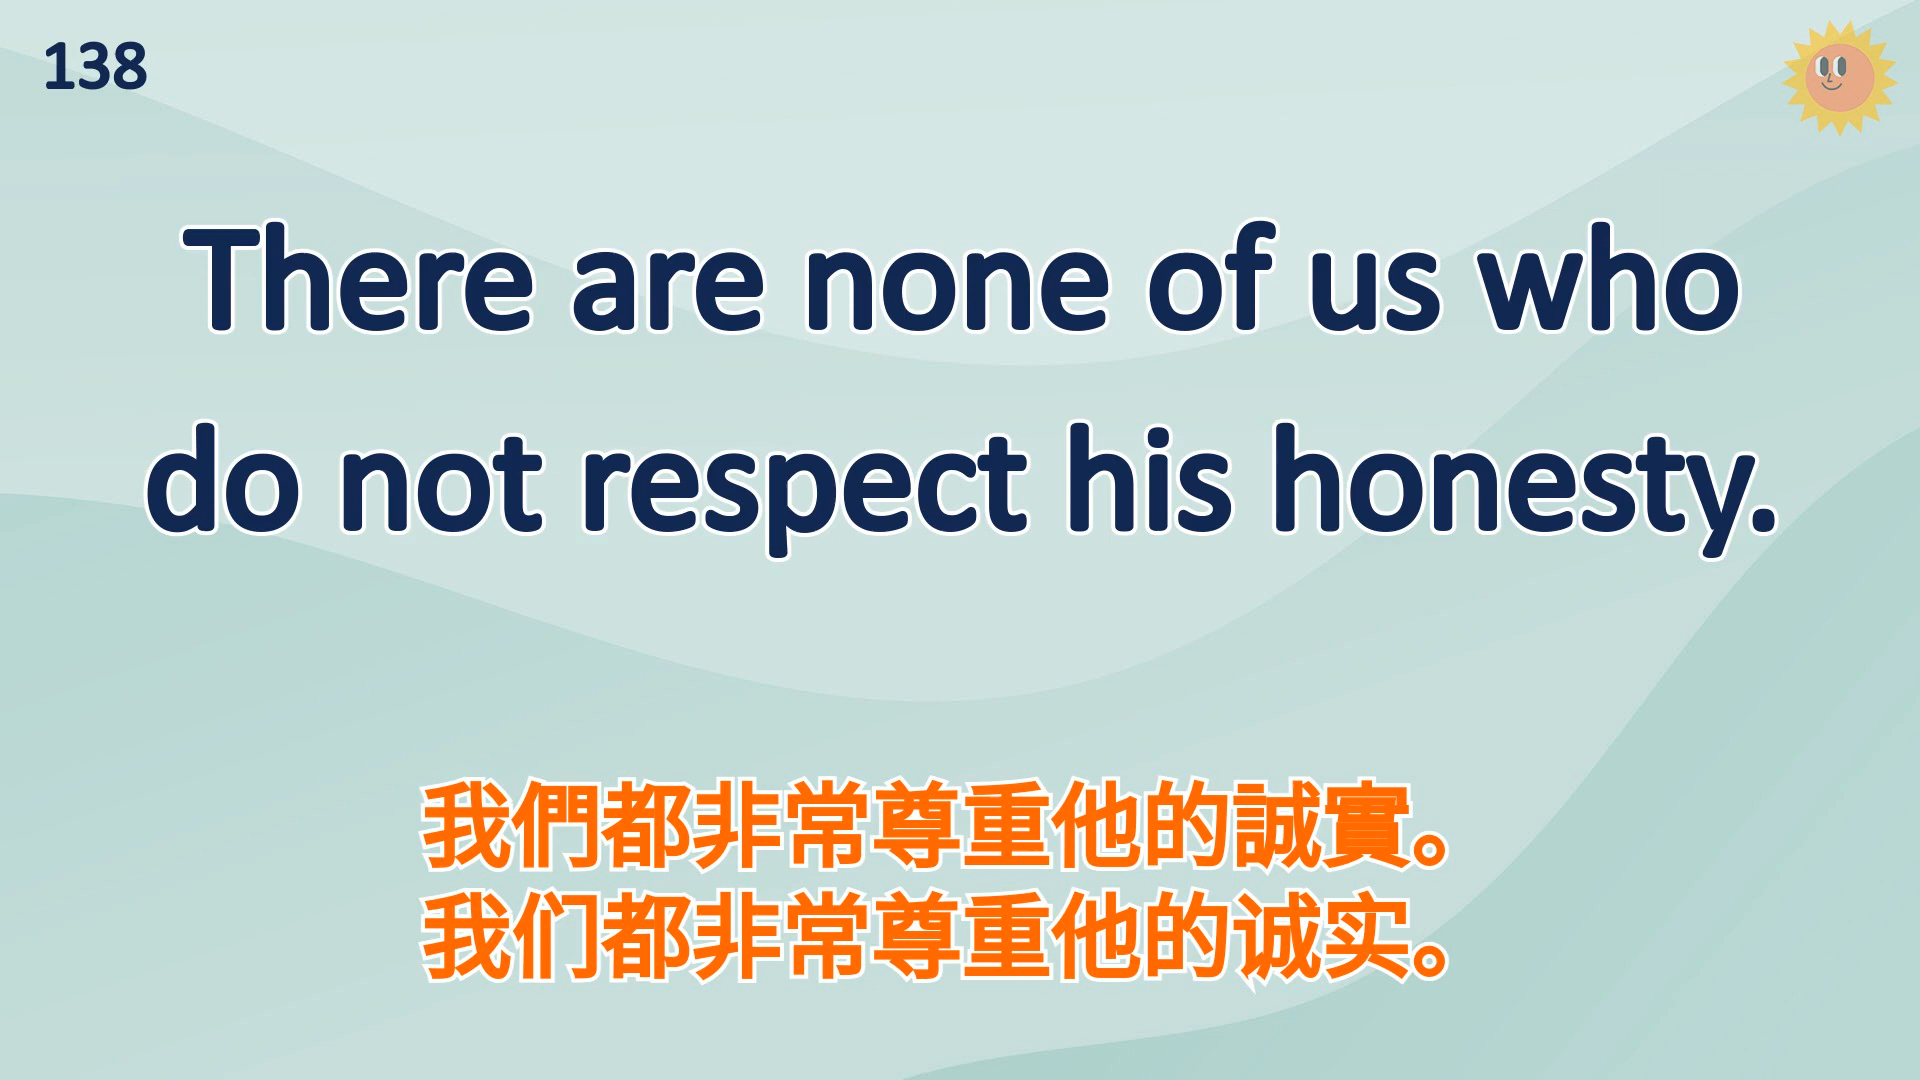 138
There are none of us who
do not respect his honesty.
我們都非常尊重他的誠實。
我们都非常尊重他的诚实。